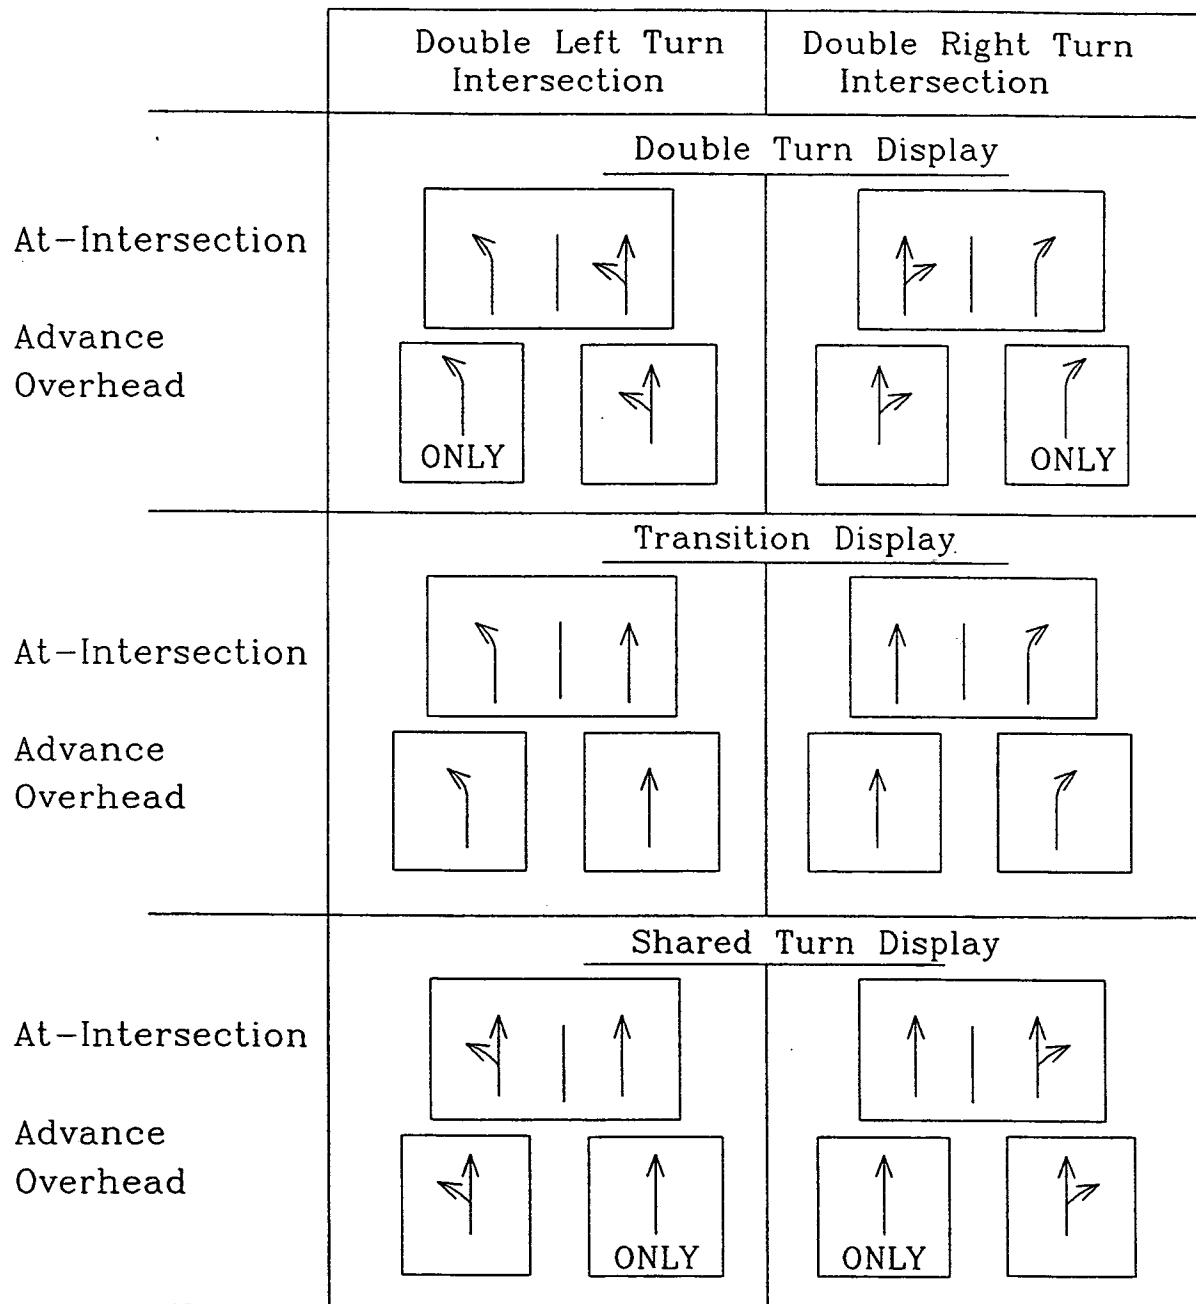 Double Left Turn
Intersection
Double Right Turn
Intersection
Double Turn Display
At-Intersection
Advance
Overhead
ONLY
ONLY
Transition Display
At-Intersection
Advance
Overhead
Shared Turn Display
At-Intersection
Advance
Overhead
ONLY
ONLY